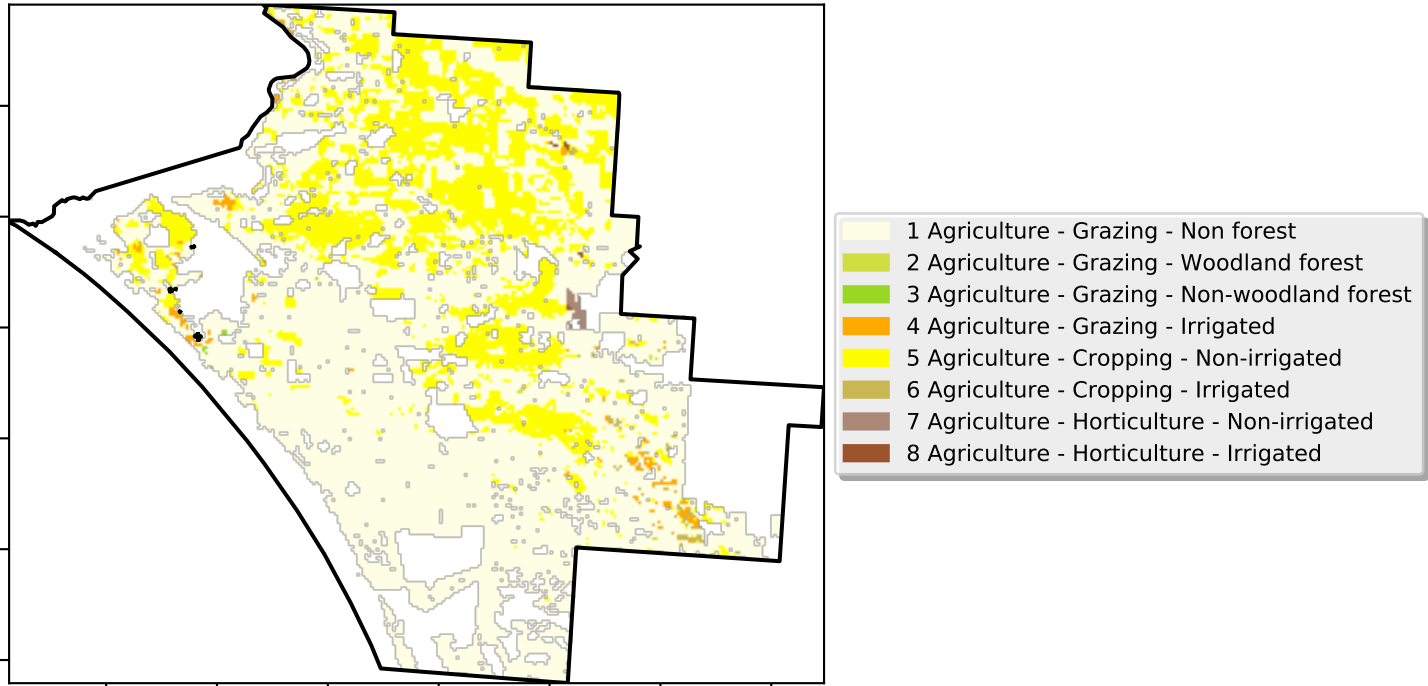 1 Agriculture - Grazing - Non forest
2 Agriculture - Grazing - Woodland forest
3 Agriculture - Grazing - Non-woodland forest
4 Agriculture - Grazing - Irrigated
5 Agriculture - Cropping - Non-irrigated
6 Agriculture - Cropping - Irrigated
7 Agriculture - Horticulture - Non-irrigated
8 Agriculture - Horticulture - Irrigated